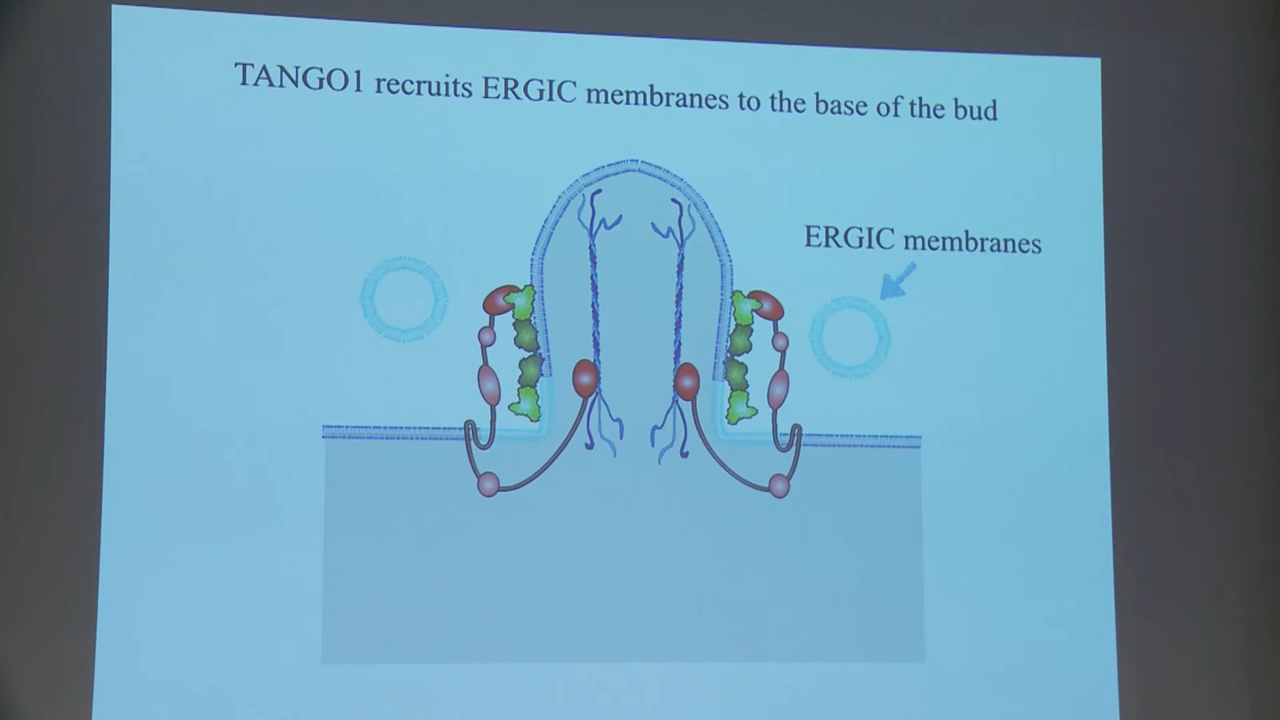 TANGO1 recruits ERGIC membranes to the base of the bud
ERGIC membranes